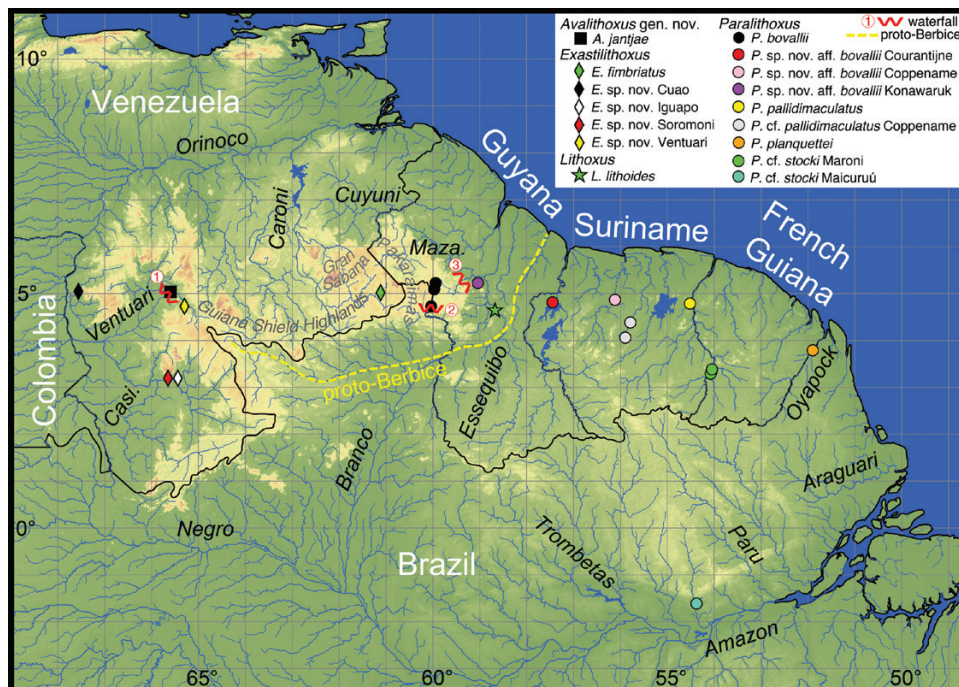 Avalithoxus gen. nov.
A. jantjae
Exastilithoxus
E. fimbriatus
E. sp nov. Cuao
E. sp nov. Iguapo
E. sp. nov. Soromoni
E. sp. nov. Ventuari
Lithoxus
L. lithoides
Paralithoxus
P. bovallii
P. sp nov. aff. bovallii Courantijne
P. sp nov. aff. bovallii Coppename
P. sp nov. aff. bovallii Konawaruk
P. pallidimaculatus
P. cf. pallidimaculatus Coppename
P. planquettei
P. cf. stocki Maroni
P. cf. stocki Maicuruú
1 waterfall
proto-Berbice
10°
Venezuela
Orinoco
Cuyuni
Caroni
Guyana
Suriname
French
Guiana
Maza.
Pakaraimas
Gran
Sabana
3
1
5°
Ventuari
Guiana Shield Highlands
2
Colombia
proto-Berbice
Essequibo
Casi.
Oyapock
Branco
Araguari
0°
Negro
Trombetas
Paru
Brazil
Amazon
65°
60°
55°
50°